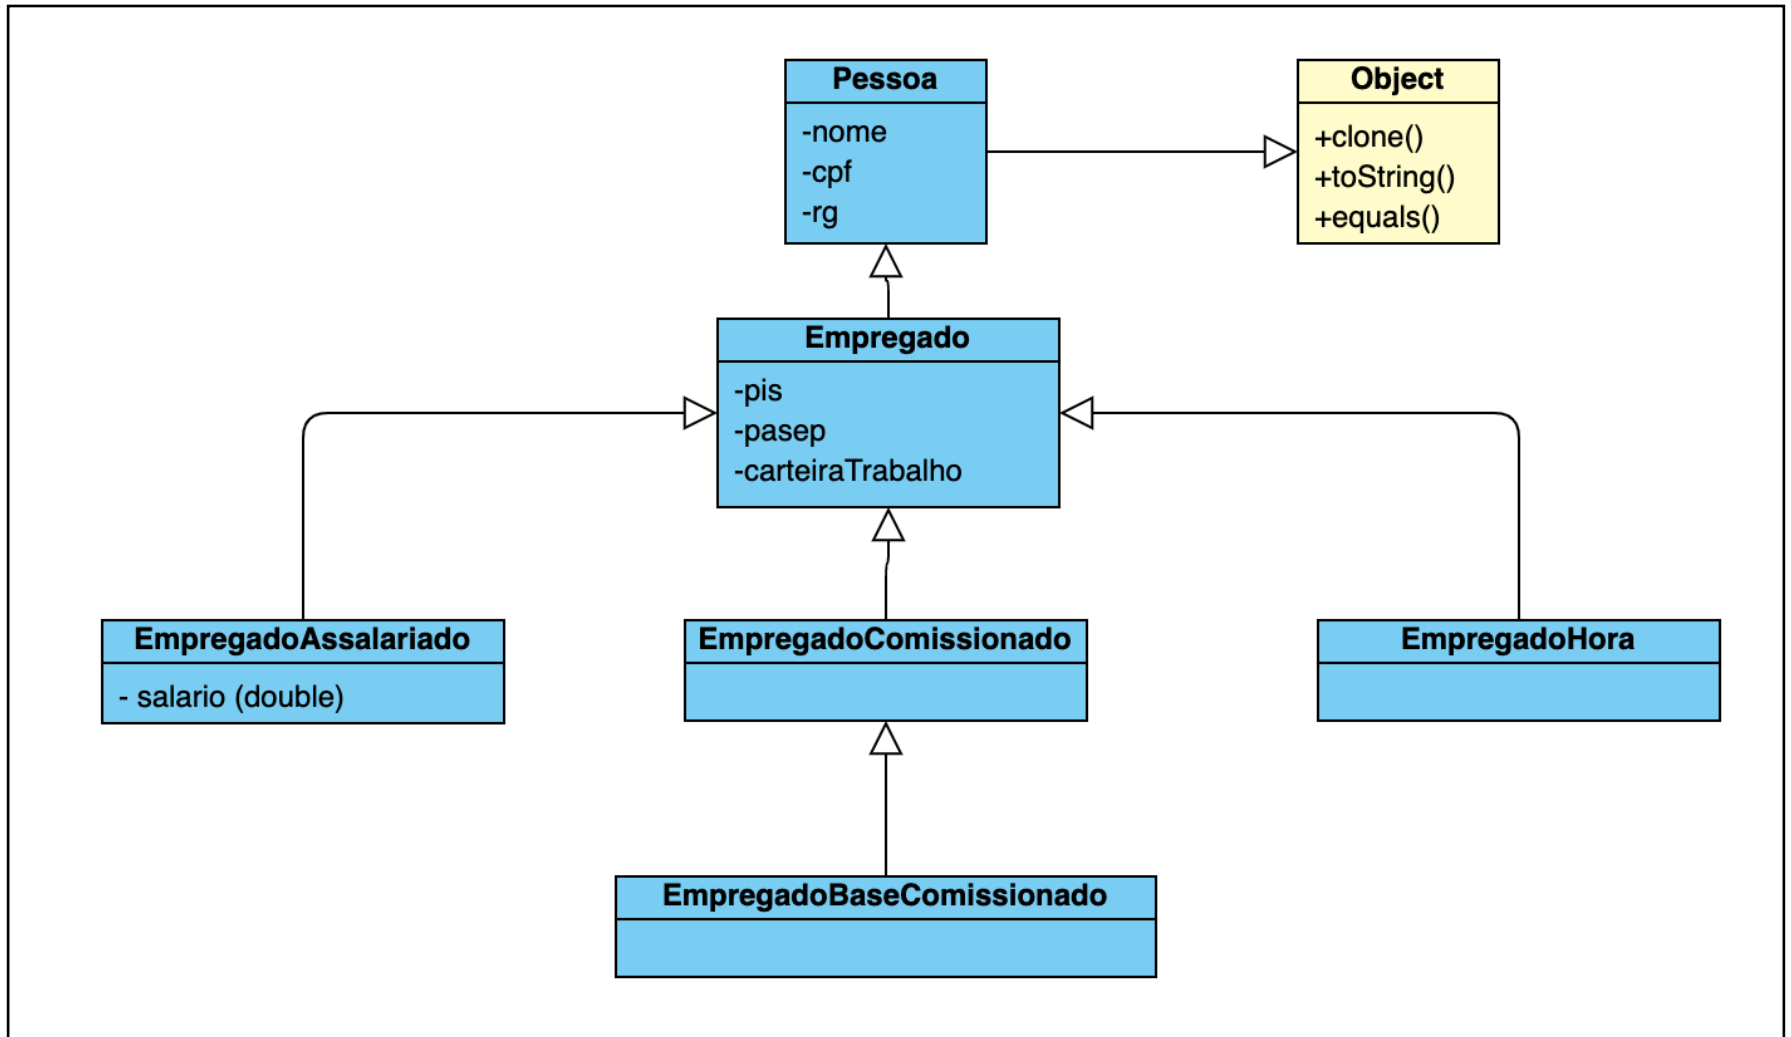 Pessoa
-nome
-cpf
-rg
Object
+clone()
+toString()
+equals()
Empregado
-pis
-pasep
-carteiraTrabalho
EmpregadoAssalariado
- salario (double)
EmpregadoComissionado
EmpregadoHora
EmpregadoBaseComissionado